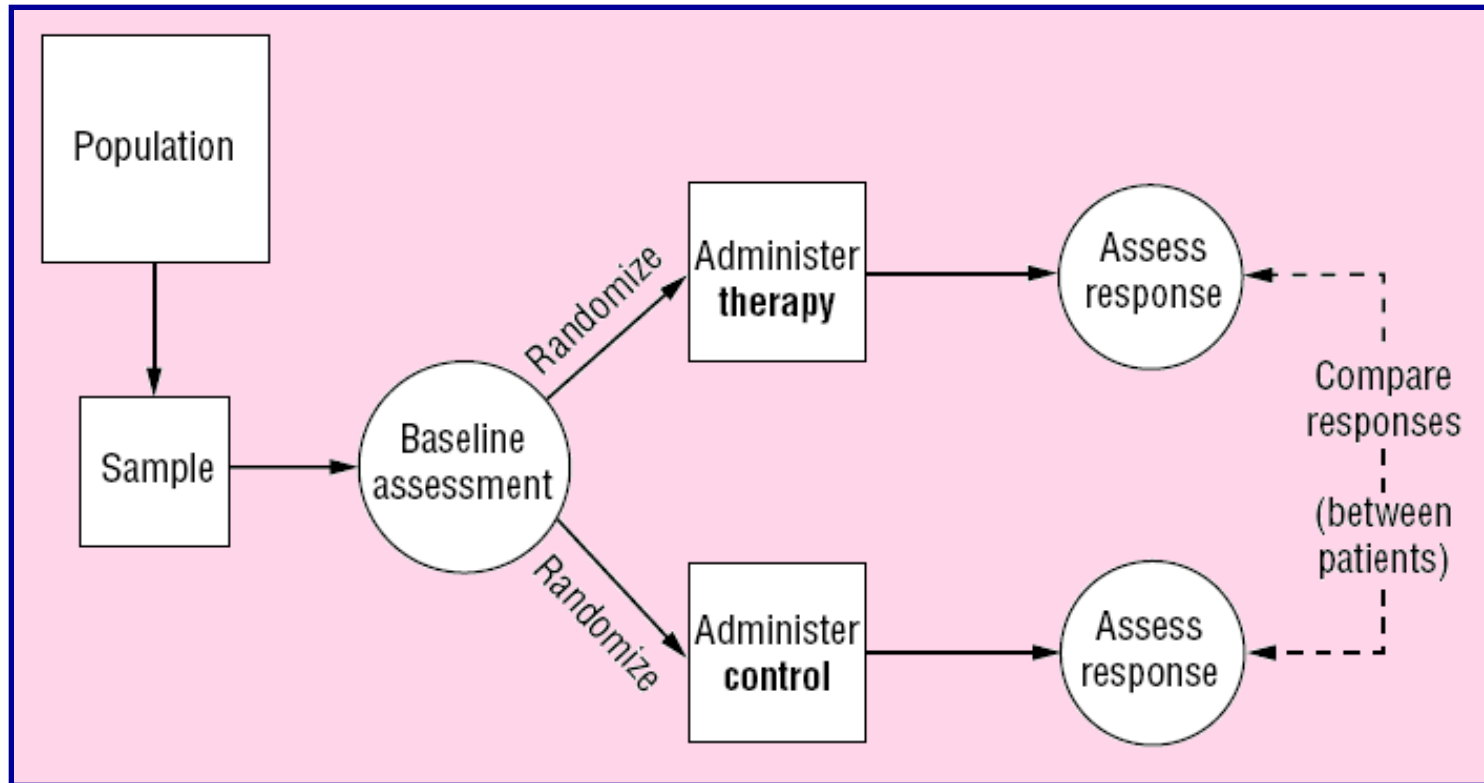 Population
Sample
Baseline
assessment
Randomize
Administer
therapy
Assess
response
Randomize
Administer
control
Assess
response
Compare
responses
(between
patients)